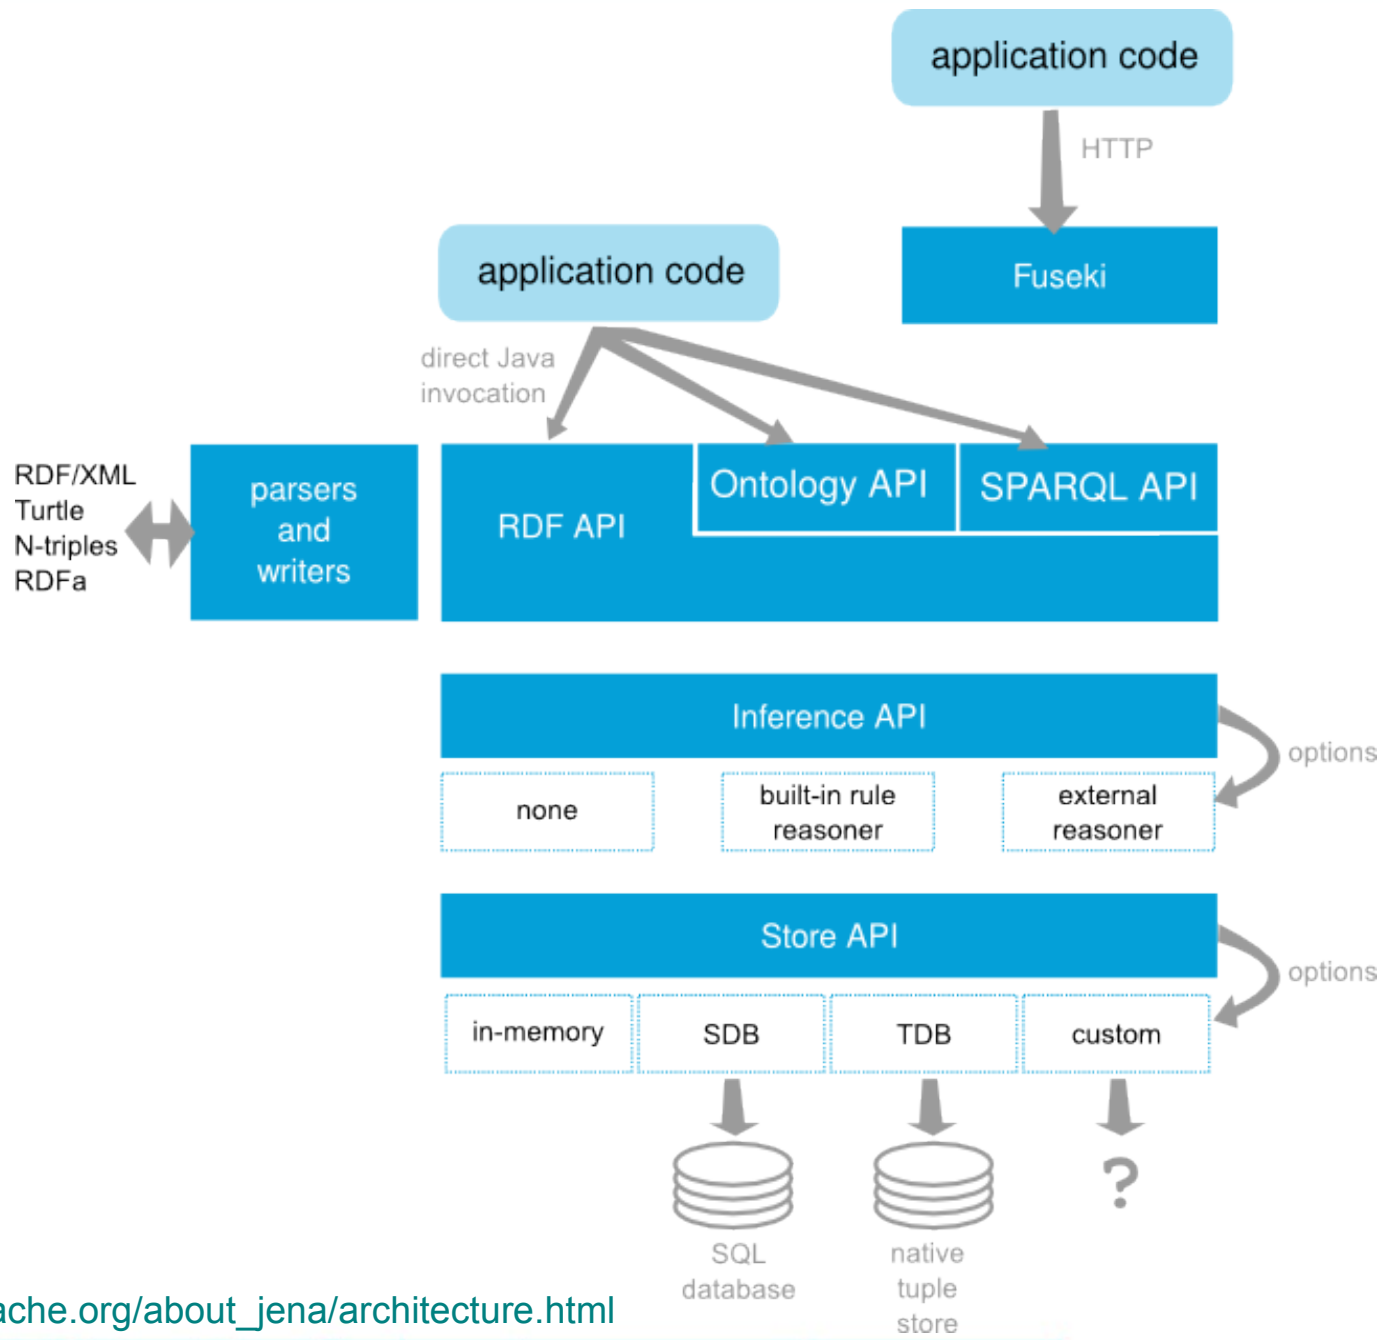 application code
HTTP
Fuseki
application code
direct Java
invocation
RDF/XML
Turtle
N-triples
RDFa
parsers
and
writers
RDF API
Ontology API
SPARQL API
Inference API
options
none
built-in rule
reasoner
external
reasoner
Store API
options
in-memory
SDB
TDB
custom
?
SQL
database
native
tuple
store
ache.org/about_jena/architecture.html